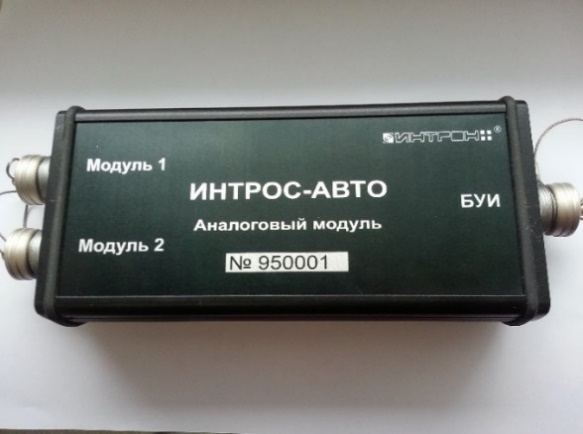 ИНТРОН®
Модуль 1
ИНТРОС-АВТО
БУИ
Аналоговый модуль
Модуль 2
№ 950001